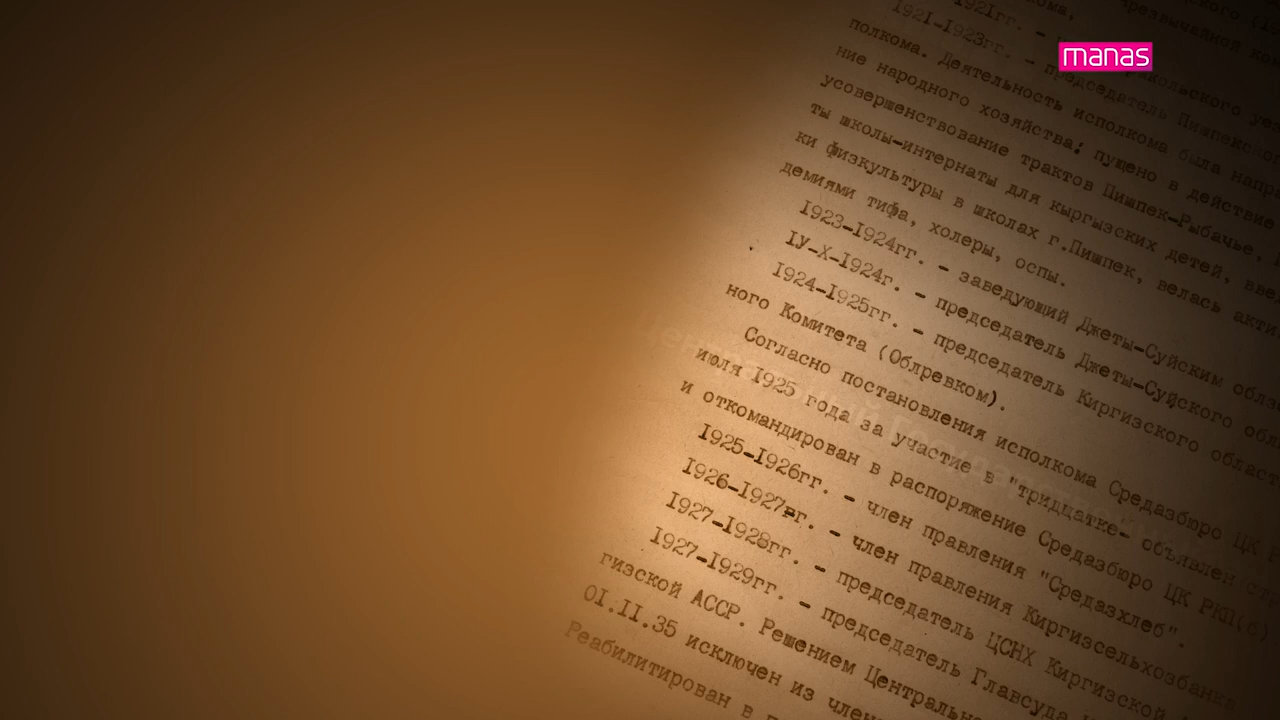 1921гг. –
1921-1923гг. – председатель Пишпекского
manas
полкома. Деятельность исполкома была напр
ние народного хозяйства: пущено в действие
усовершенствование трактов Пишпек-Рыбачье,
ты школы-интернаты для кыргызских детей, вве
ки физкультуры в школах г.Пишпек, велась акти
демиями тифа, холеры, оспы.
1923-1924гг. – заведующий Джеты-Суйским обл
IУ-Х-1924г. – председатель Джеты-Суйского обл
1924-1925гг. – председатель Киргизского област
ного Комитета (Облревком).
Согласно постановления исполкома Средазбюро ЦК
июля 1925 года за участие в "тридцатке" объявлен
и откомандирован в распоряжение Средазбюро ЦК РКП(б)
1925-1926гг. – член правления "Средазхлеб".
1926-1927гг. – член правления Киргизсельхозбанка
1927-1928гг. – председатель ЦСНХ Киргизской
1927-1929гг. – председатель Главсуда
гизской АССР. Решением Центральн
01.11.35 исключен из член
Реабилитирован в